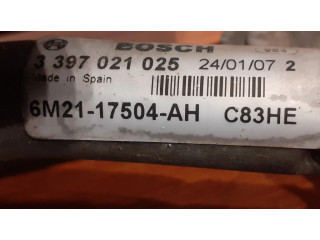 BOSCH
3 397 021 025 24/01/07 2
Made in Spain
6M21-17504-AH C83HE